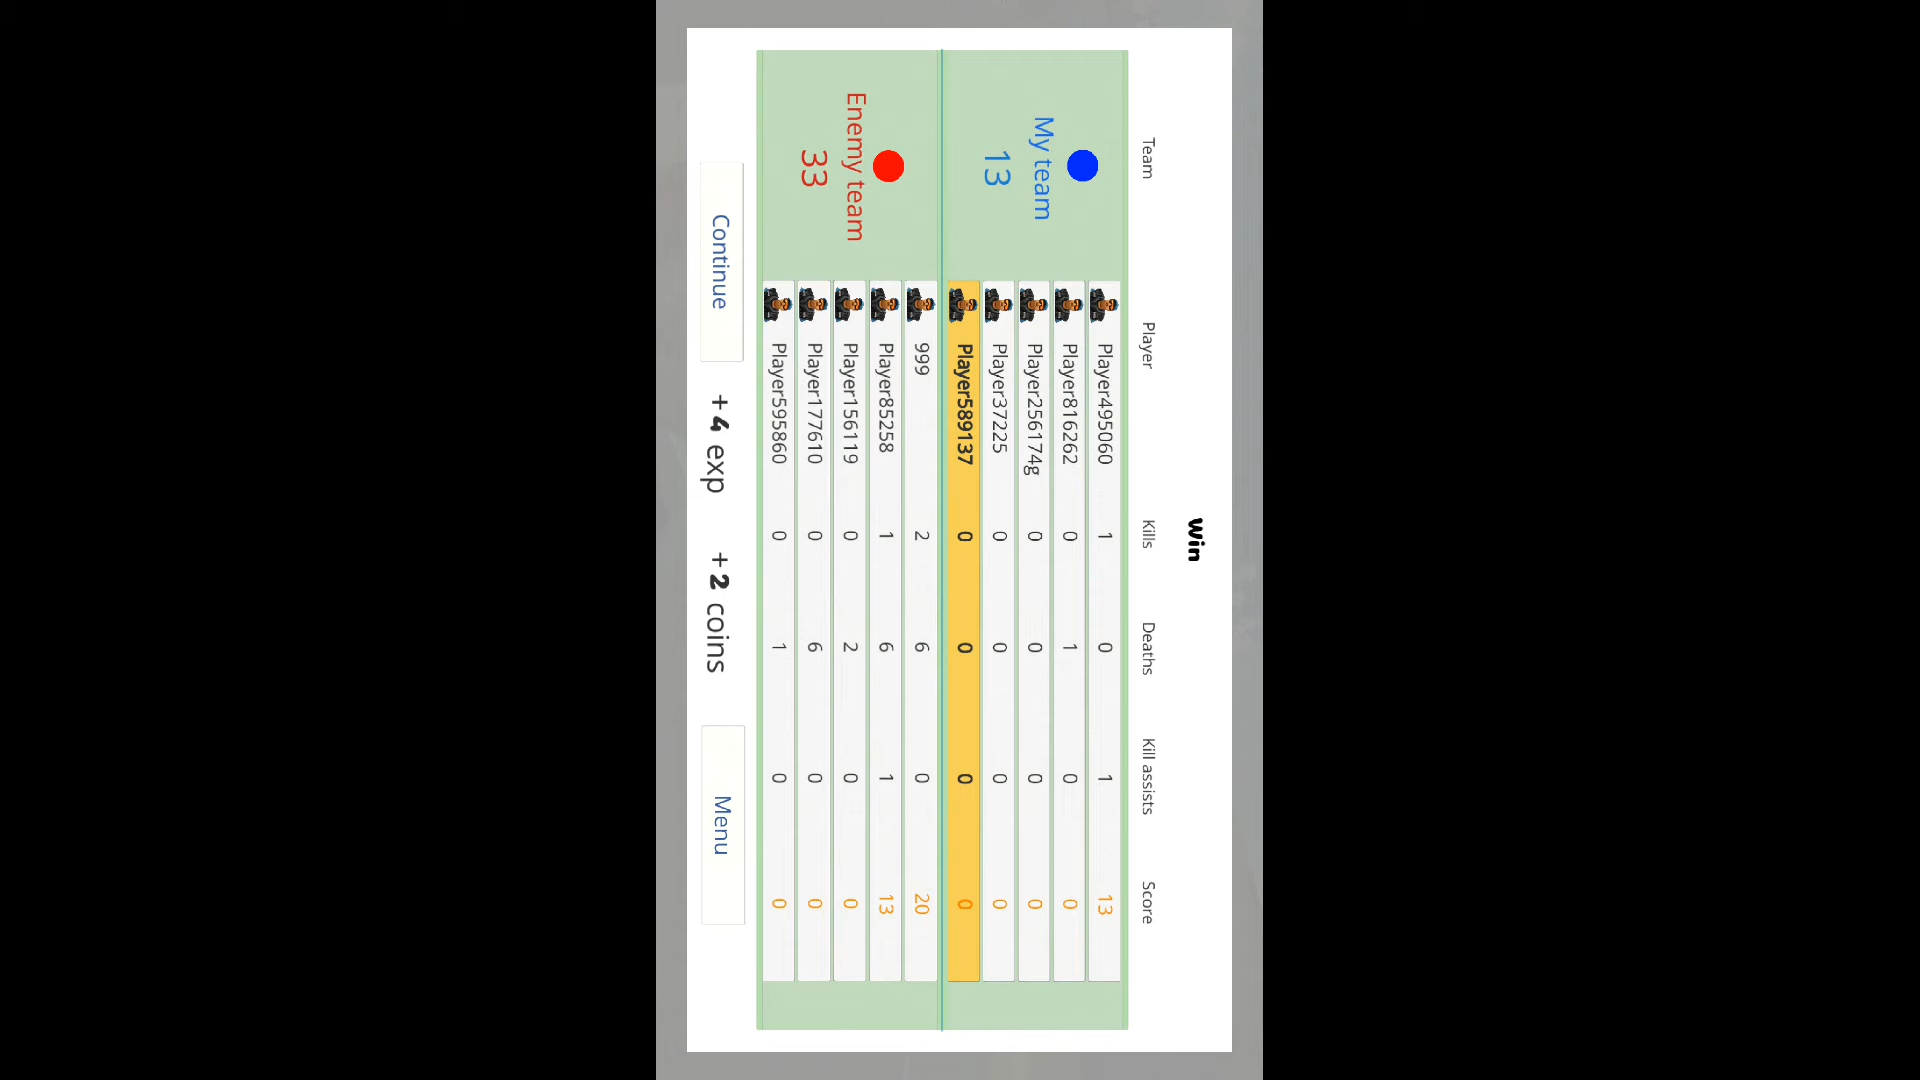 Win
Team Player Kills Deaths Kill assists Score
My team
13
Player495060 1 0 1 13
Player816262 0 1 0 0
Player256174g 0 0 0 0
Player37225 0 0 0 0
Player589137 0 0 0 0
Enemy team
33
999 2 6 0 20
Player85258 1 6 1 13
Player156119 0 2 0 0
Player177610 0 6 0 0
Player595860 0 1 0 0
Continue +4 exp +2 coins Menu